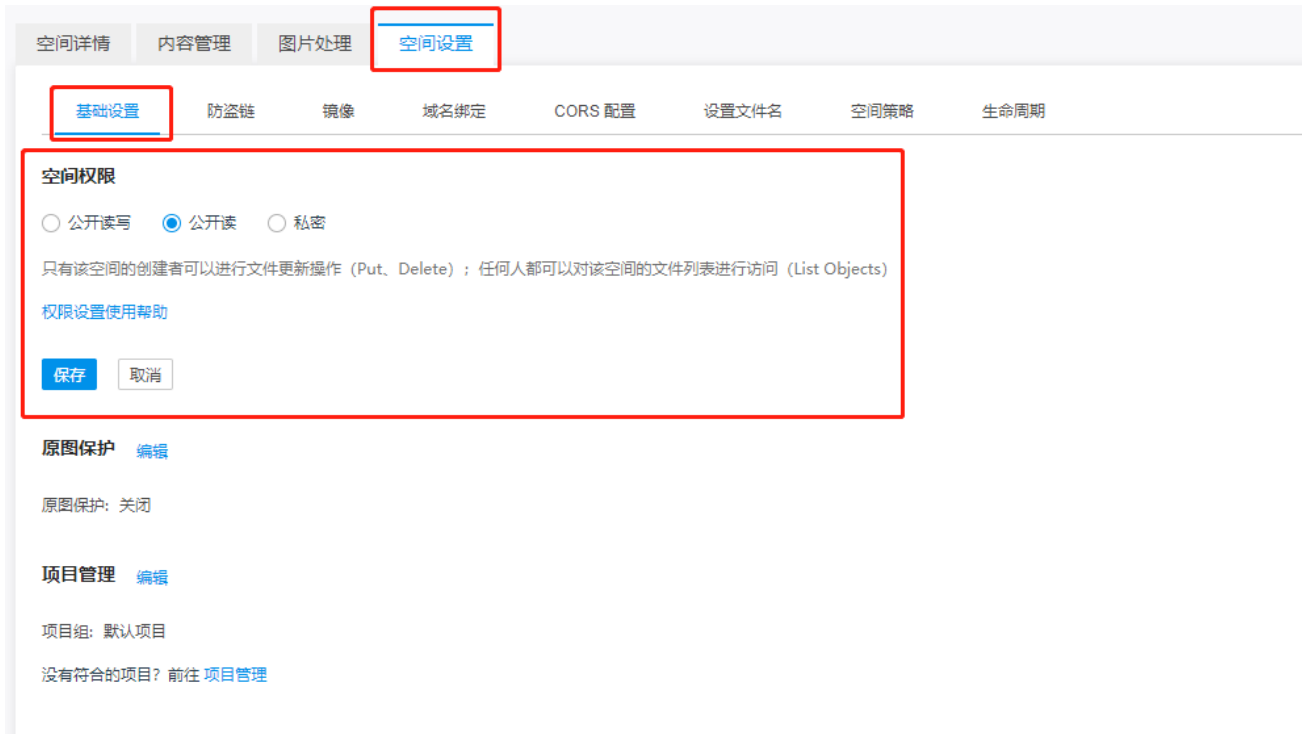 空间详情 内容管理 图片处理 空间设置
基础设置 防盗链 镜像 域名绑定 CORS 配置 设置文件名 空间策略 生命周期
空间权限
公开读写 公开读 私密
只有该空间的创建者可以进行文件更新操作（Put、Delete）；任何人都可以对该空间的文件列表进行访问（List Objects）
权限设置使用帮助
保存 取消
原图保护 编辑
原图保护: 关闭
项目管理 编辑
项目组: 默认项目
没有符合的项目？前往 项目管理